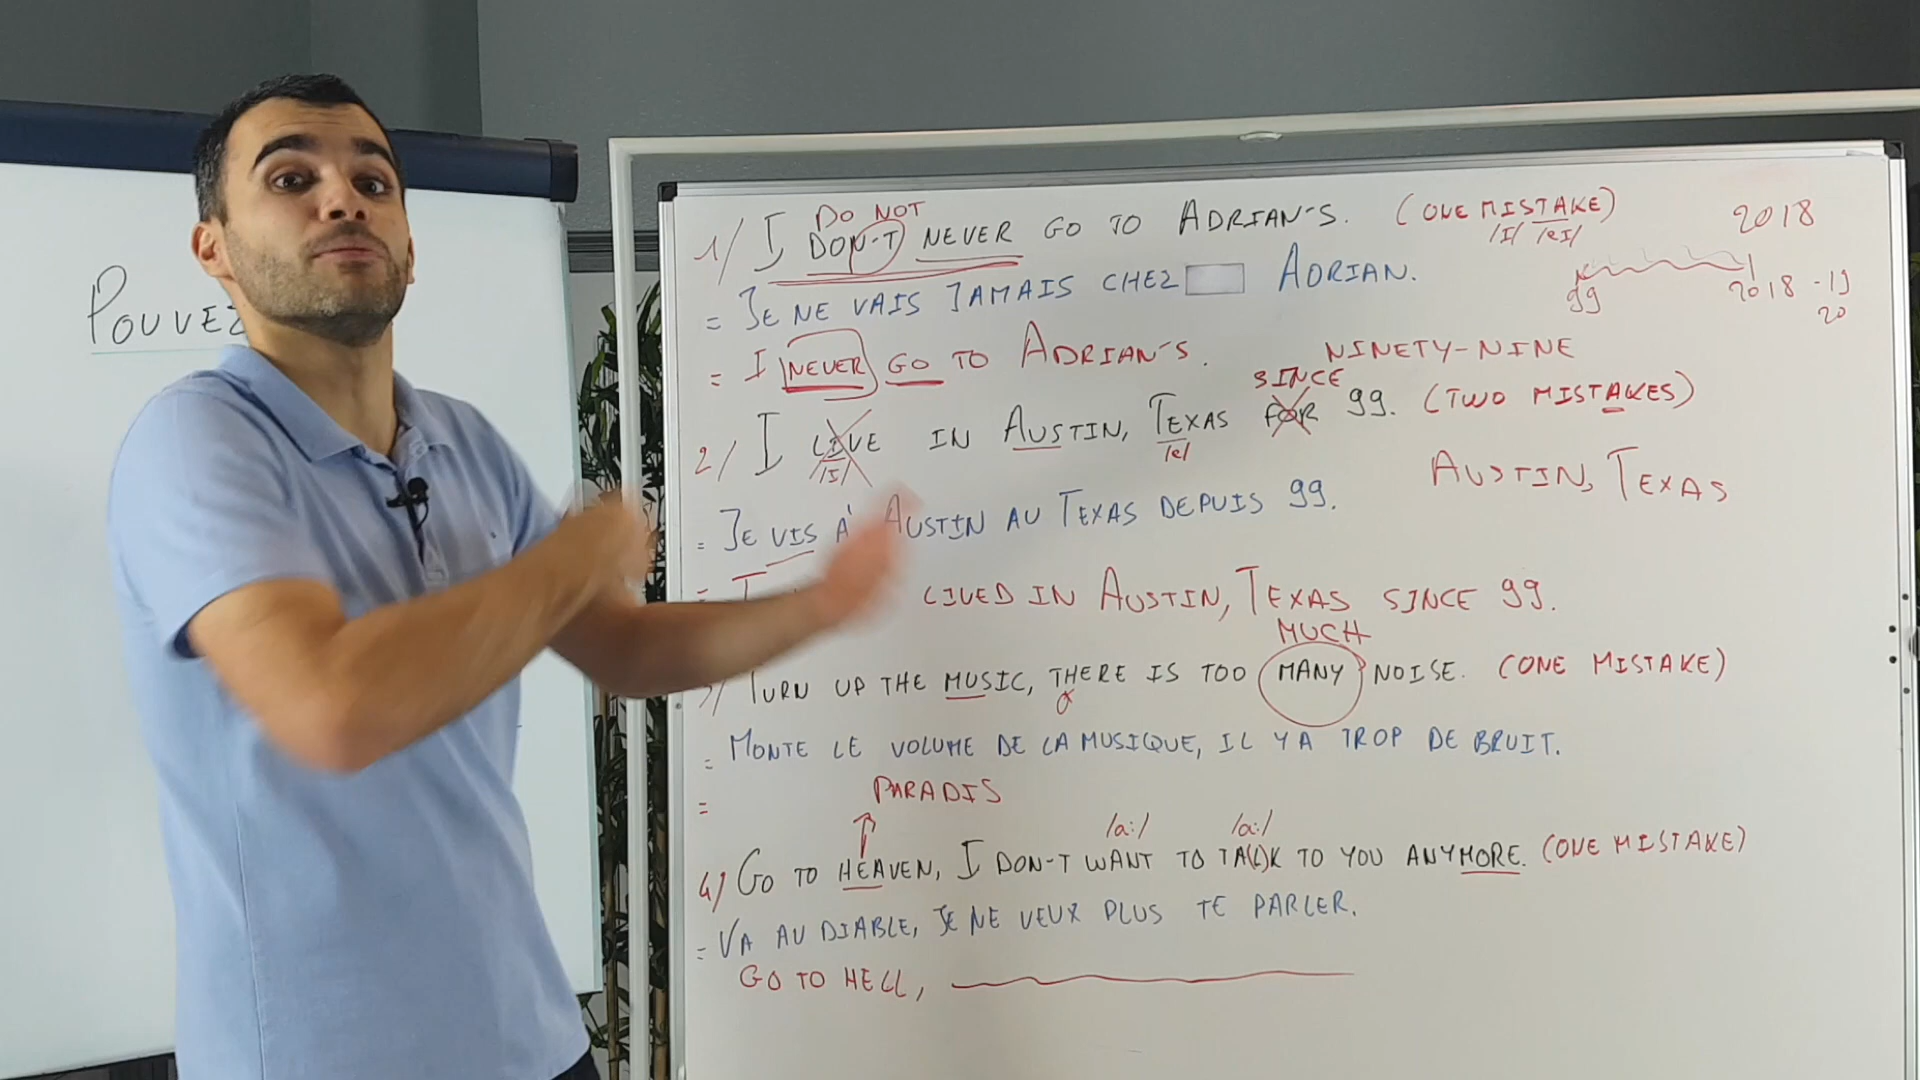 POUVEZ
DO NOT
1/ I DON'T NEVER GO TO ADRIAN'S. (ONE MISTAKE)
/I/ /eI/
2018
99 2018 -19
20
= JE NE VAIS JAMAIS CHEZ ADRIAN.
= I NEVER GO TO ADRIAN'S.
NINETY-NINE
SINCE
2/ I LIVE IN AUSTIN, TEXAS FOR 99. (TWO MISTAKES)
/I/ /e/
AUSTIN, TEXAS
= JE VIS À AUSTIN AU TEXAS DEPUIS 99.
= I LIVED IN AUSTIN, TEXAS SINCE 99.
MUCH
3/ TURN UP THE MUSIC, THERE IS TOO MANY NOISE. (ONE MISTAKE)
= MONTE LE VOLUME DE LA MUSIQUE, IL Y A TROP DE BRUIT.
=
PARADIS
/a:/ /a:/
4/ GO TO HEAVEN, I DON'T WANT TO TA(L)K TO YOU ANYMORE. (ONE MISTAKE)
= VA AU DIABLE, JE NE VEUX PLUS TE PARLER.
GO TO HELL,